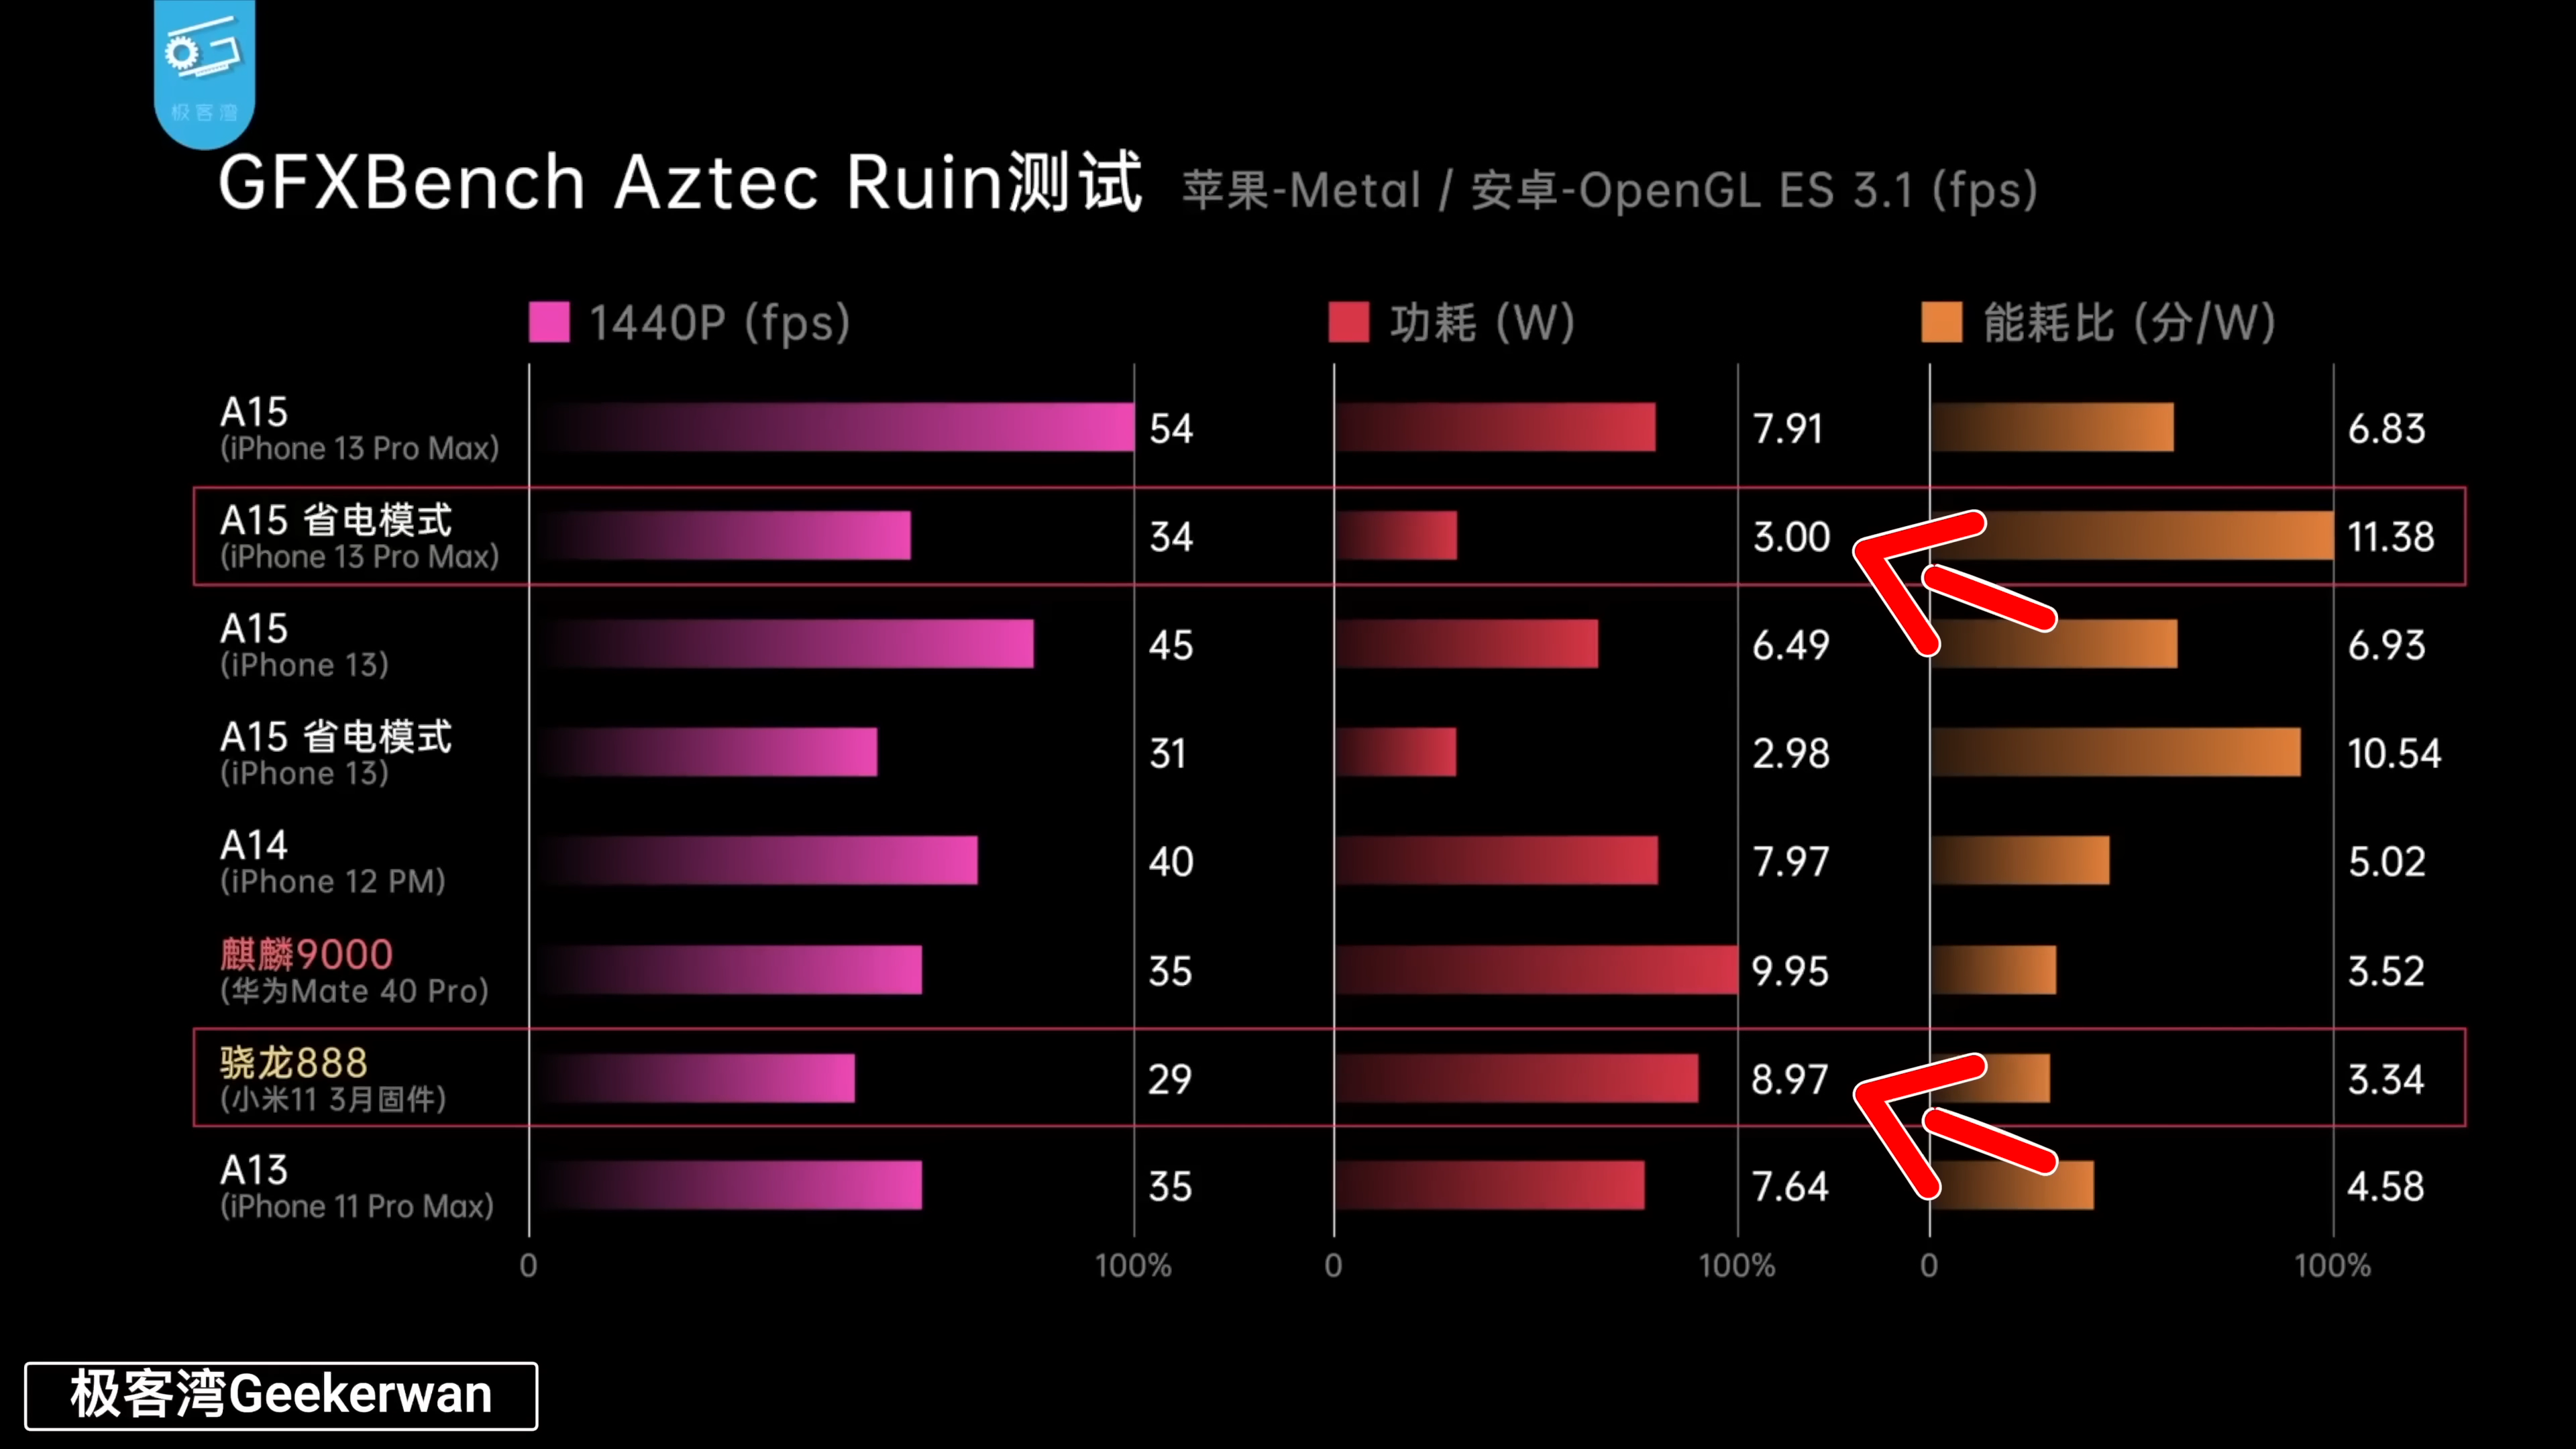 极客湾
GFXBench Aztec Ruin测试 苹果-Metal / 安卓-OpenGL ES 3.1 (fps)
1440P (fps) 功耗 (W) 能耗比 (分/W)
A15 54 7.91 6.83
(iPhone 13 Pro Max)
A15 省电模式 34 3.00 11.38
(iPhone 13 Pro Max)
A15 45 6.49 6.93
(iPhone 13)
A15 省电模式 31 2.98 10.54
(iPhone 13)
A14 40 7.97 5.02
(iPhone 12 PM)
麒麟9000 35 9.95 3.52
(华为Mate 40 Pro)
骁龙888 29 8.97 3.34
(小米11 3月固件)
A13 35 7.64 4.58
(iPhone 11 Pro Max)
0 100% 0 100% 0 100%
极客湾Geekerwan